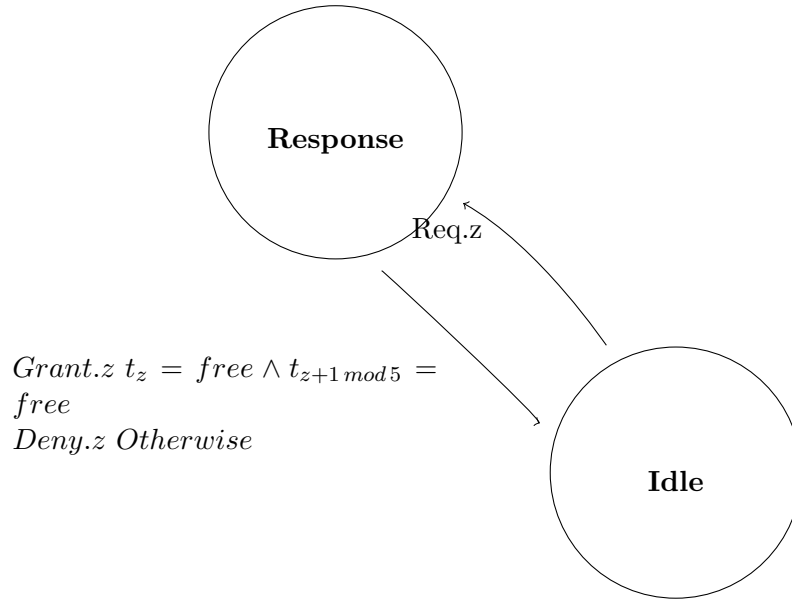 Response
Req.z
Grant.z t_z = free ∧ t_{z+1 mod 5} =
free
Deny.z Otherwise
Idle